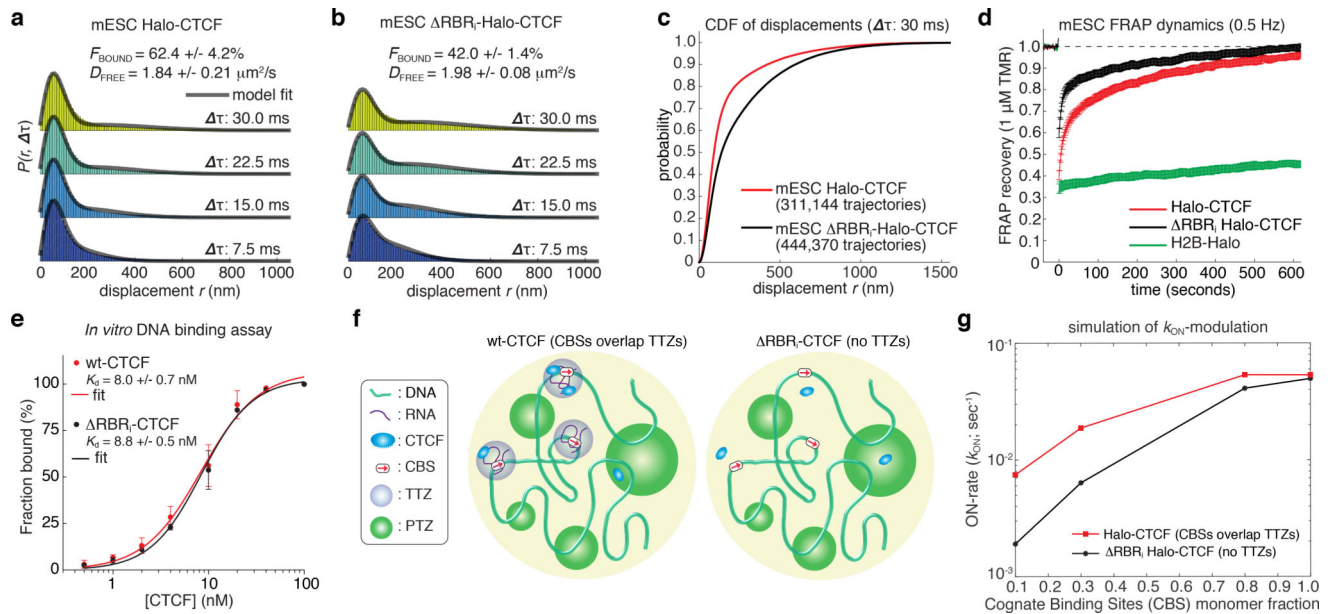 a
mESC Halo-CTCF
F_BOUND = 62.4 +/- 4.2%
D_FREE = 1.84 +/- 0.21 μm²/s
model fit
Δτ: 30.0 ms
Δτ: 22.5 ms
Δτ: 15.0 ms
Δτ: 7.5 ms
P(r, Δτ)
0 200 400 600 800 1000
displacement r (nm)
b
mESC ΔRBRi-Halo-CTCF
F_BOUND = 42.0 +/- 1.4%
D_FREE = 1.98 +/- 0.08 μm²/s
Δτ: 30.0 ms
Δτ: 22.5 ms
Δτ: 15.0 ms
Δτ: 7.5 ms
0 200 400 600 800 1000
displacement r (nm)
c
CDF of displacements (Δτ: 30 ms)
1.0
0.9
0.8
0.7
0.6
0.5
0.4
0.3
0.2
0.1
0
probability
mESC Halo-CTCF
(311,144 trajectories)
mESC ΔRBRi-Halo-CTCF
(444,370 trajectories)
0 500 1000 1500
displacement r (nm)
d
mESC FRAP dynamics (0.5 Hz)
1.0
0.9
0.8
0.7
0.6
0.5
0.4
0.3
0.2
0.1
0
FRAP recovery (1 μM TMR)
Halo-CTCF
ΔRBRi Halo-CTCF
H2B-Halo
0 100 200 300 400 500 600
time (seconds)
e
In vitro DNA binding assay
wt-CTCF
Kd = 8.0 +/- 0.7 nM
fit
ΔRBRi-CTCF
Kd = 8.8 +/- 0.5 nM
fit
100
75
50
25
0
Fraction bound (%)
1 10 100
[CTCF] (nM)
f
wt-CTCF (CBSs overlap TTZs)
ΔRBRi-CTCF (no TTZs)
: DNA
: RNA
: CTCF
: CBS
: TTZ
: PTZ
g
simulation of kON-modulation
10⁻¹
10⁻²
10⁻³
ON-rate (kON; sec⁻¹)
Halo-CTCF (CBSs overlap TTZs)
ΔRBRi Halo-CTCF (no TTZs)
0.1 0.2 0.3 0.4 0.5 0.6 0.7 0.8 0.9 1.0
Cognate Binding Sites (CBS) monomer fraction